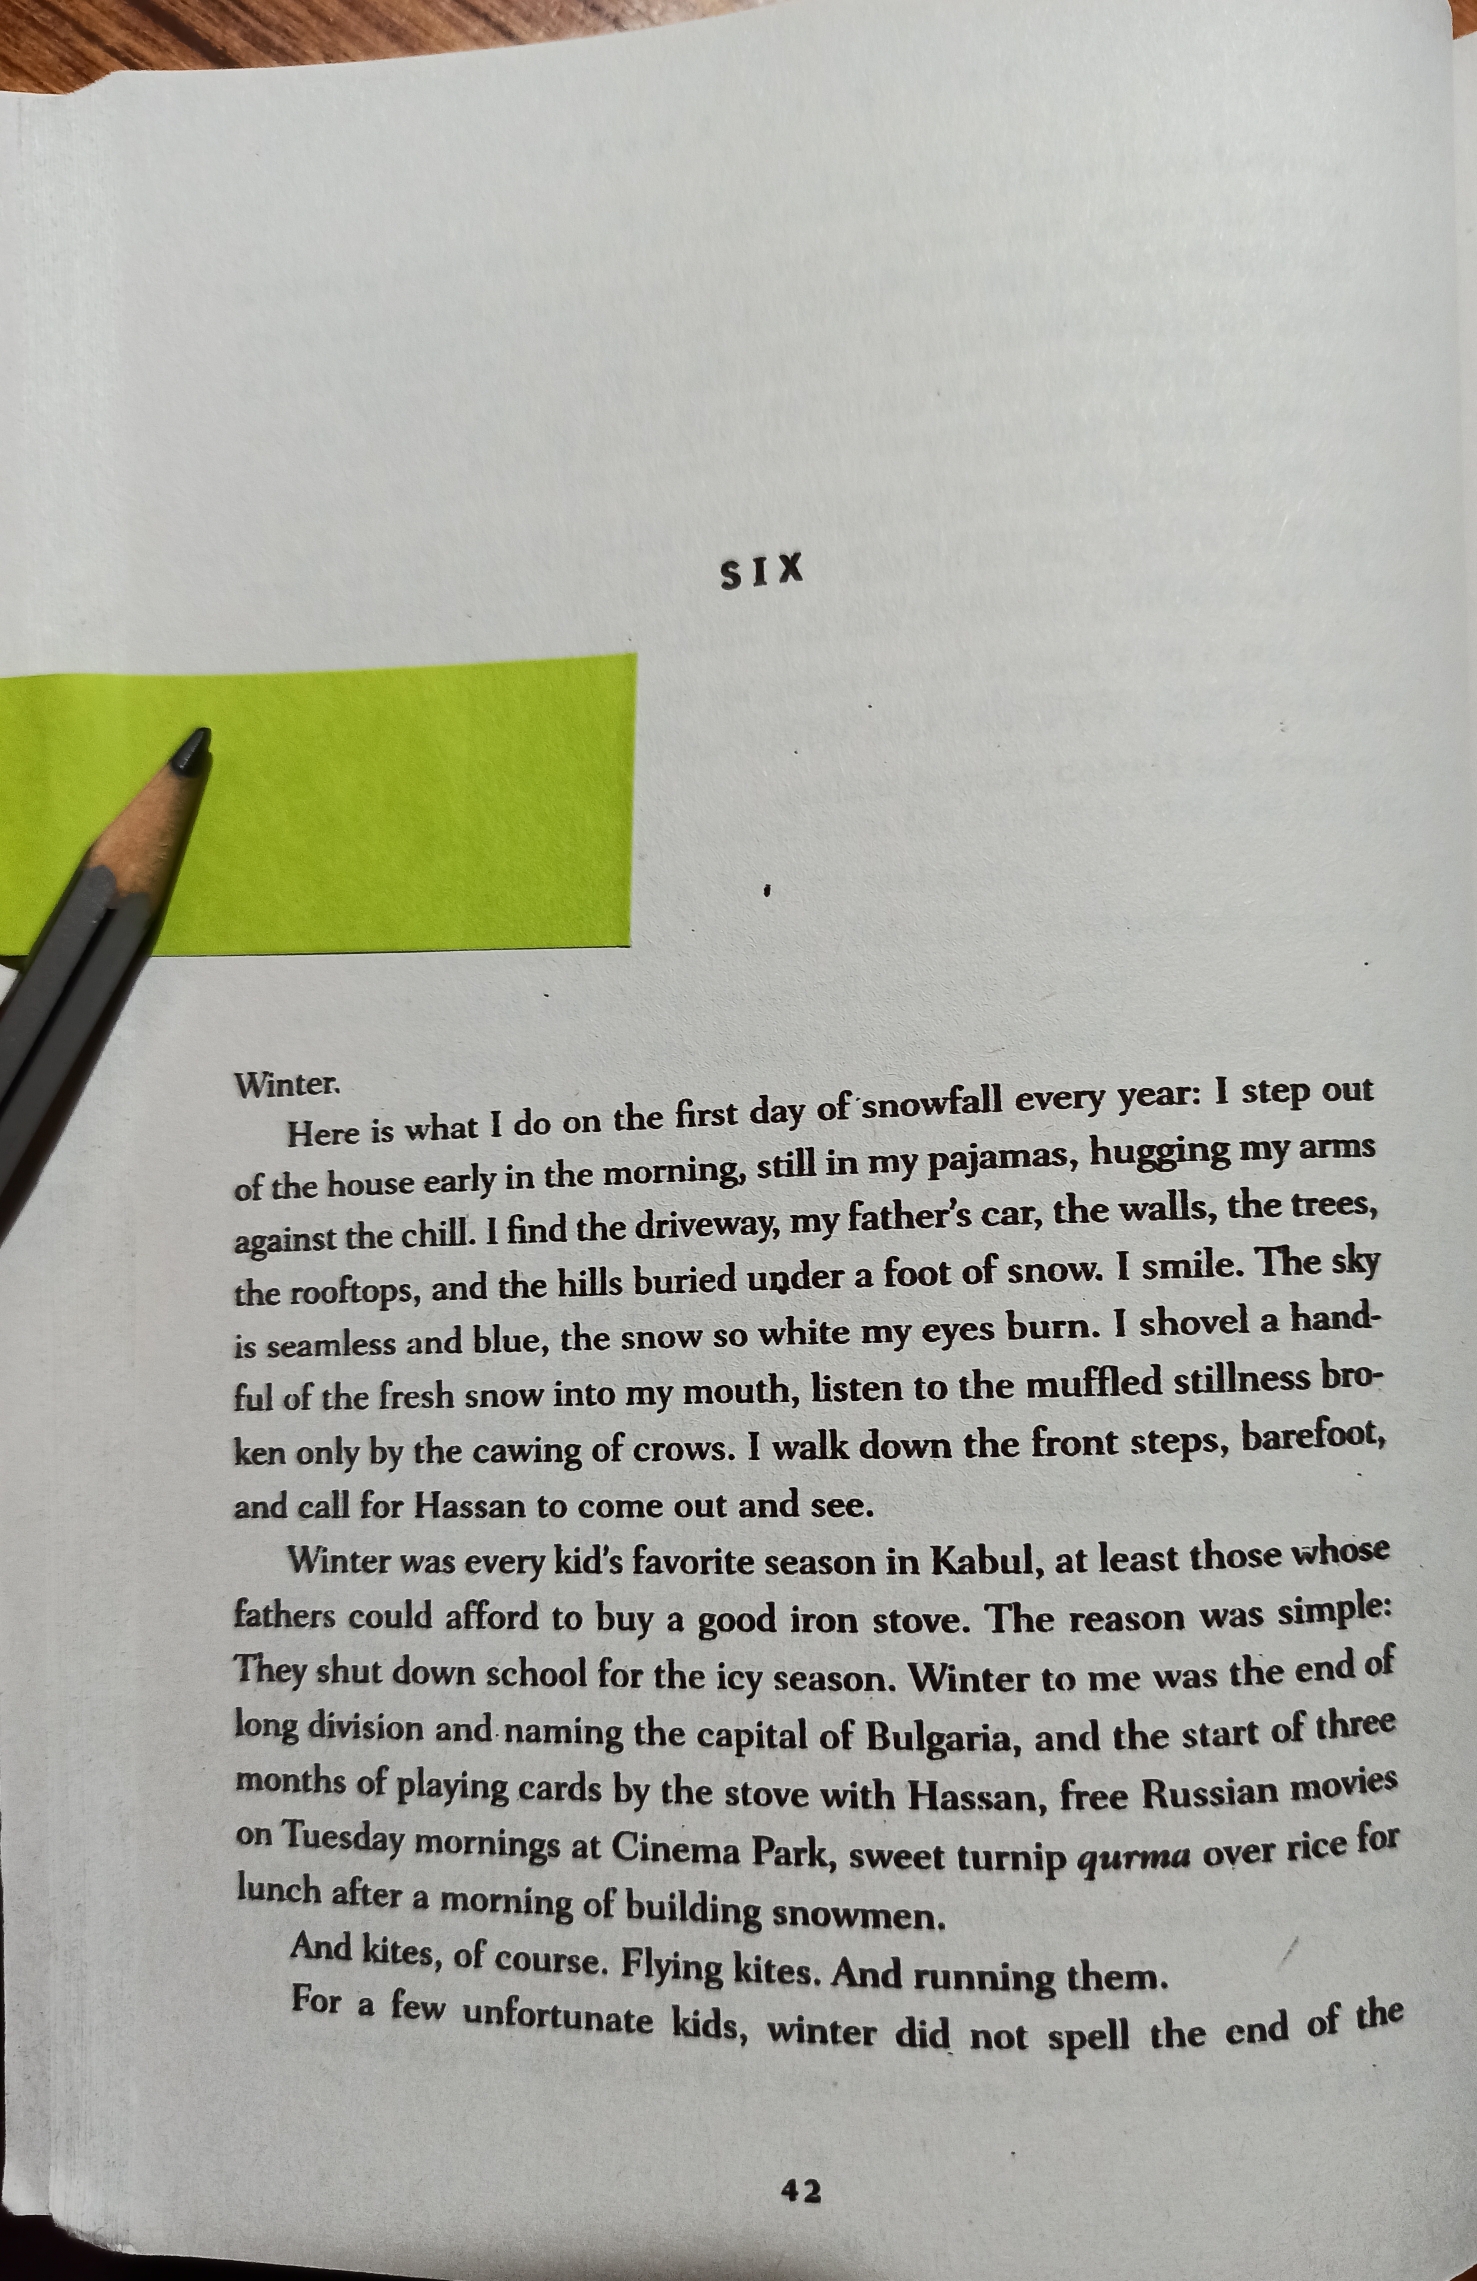 SIX
Winter.
Here is what I do on the first day of snowfall every year: I step out
of the house early in the morning, still in my pajamas, hugging my arms
against the chill. I find the driveway, my father's car, the walls, the trees,
the rooftops, and the hills buried under a foot of snow. I smile. The sky
is seamless and blue, the snow so white my eyes burn. I shovel a hand-
ful of the fresh snow into my mouth, listen to the muffled stillness bro-
ken only by the cawing of crows. I walk down the front steps, barefoot,
and call for Hassan to come out and see.
Winter was every kid's favorite season in Kabul, at least those whose
fathers could afford to buy a good iron stove. The reason was simple:
They shut down school for the icy season. Winter to me was the end of
long division and naming the capital of Bulgaria, and the start of three
months of playing cards by the stove with Hassan, free Russian movies
on Tuesday mornings at Cinema Park, sweet turnip qurma over rice for
lunch after a morning of building snowmen.
And kites, of course. Flying kites. And running them.
For a few unfortunate kids, winter did not spell the end of the
42